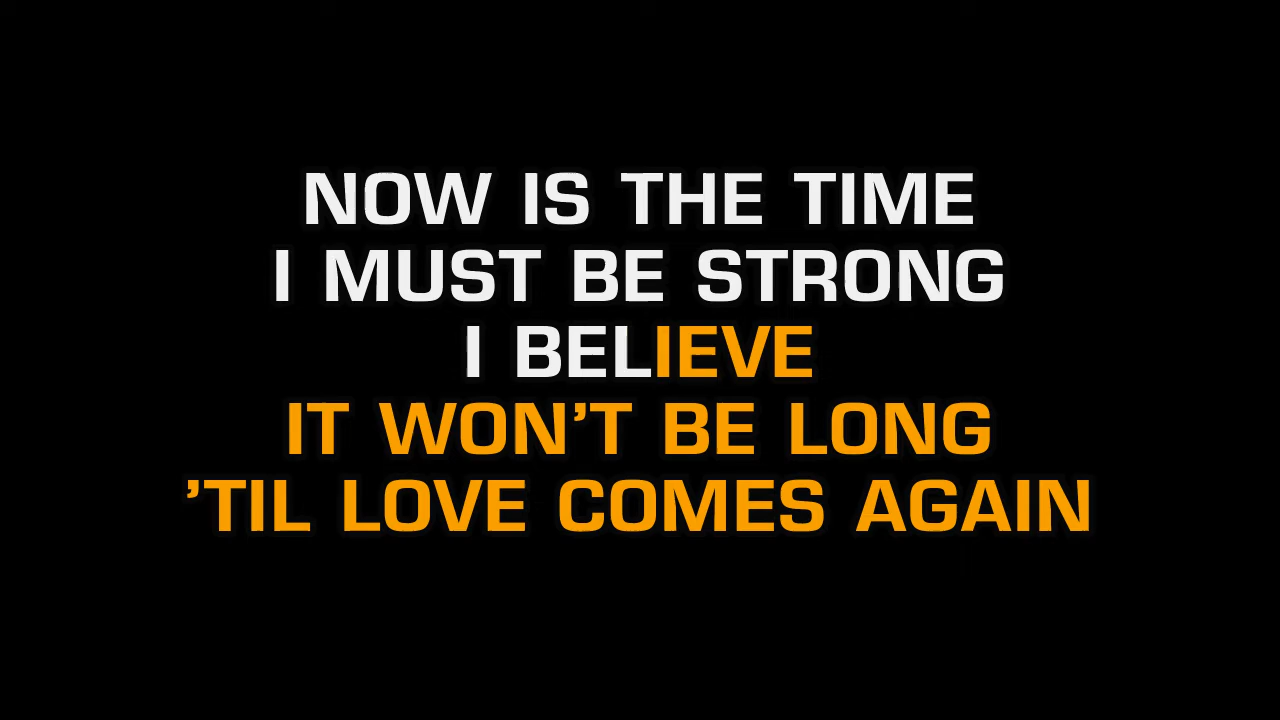 NOW IS THE TIME
I MUST BE STRONG
I BELIEVE
IT WON’T BE LONG
’TIL LOVE COMES AGAIN